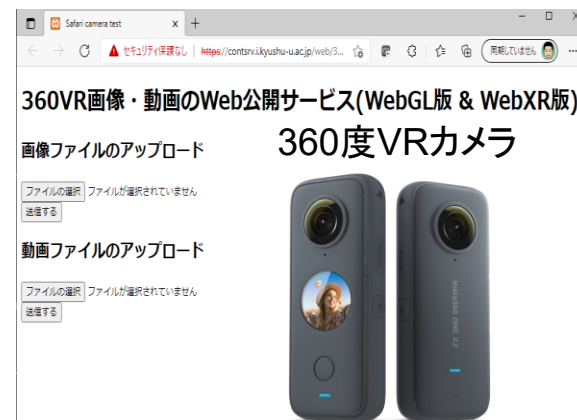 Safari camera test
セキュリティ保護なし | https://contsrv.i.kyushu-u.ac.jp/web/3...
同期していません
360VR画像・動画のWeb公開サービス(WebGL版 & WebXR版)
360度VRカメラ
画像ファイルのアップロード
ファイルの選択 ファイルが選択されていません
送信する
動画ファイルのアップロード
ファイルの選択 ファイルが選択されていません
送信する
Insta360 ONE X2